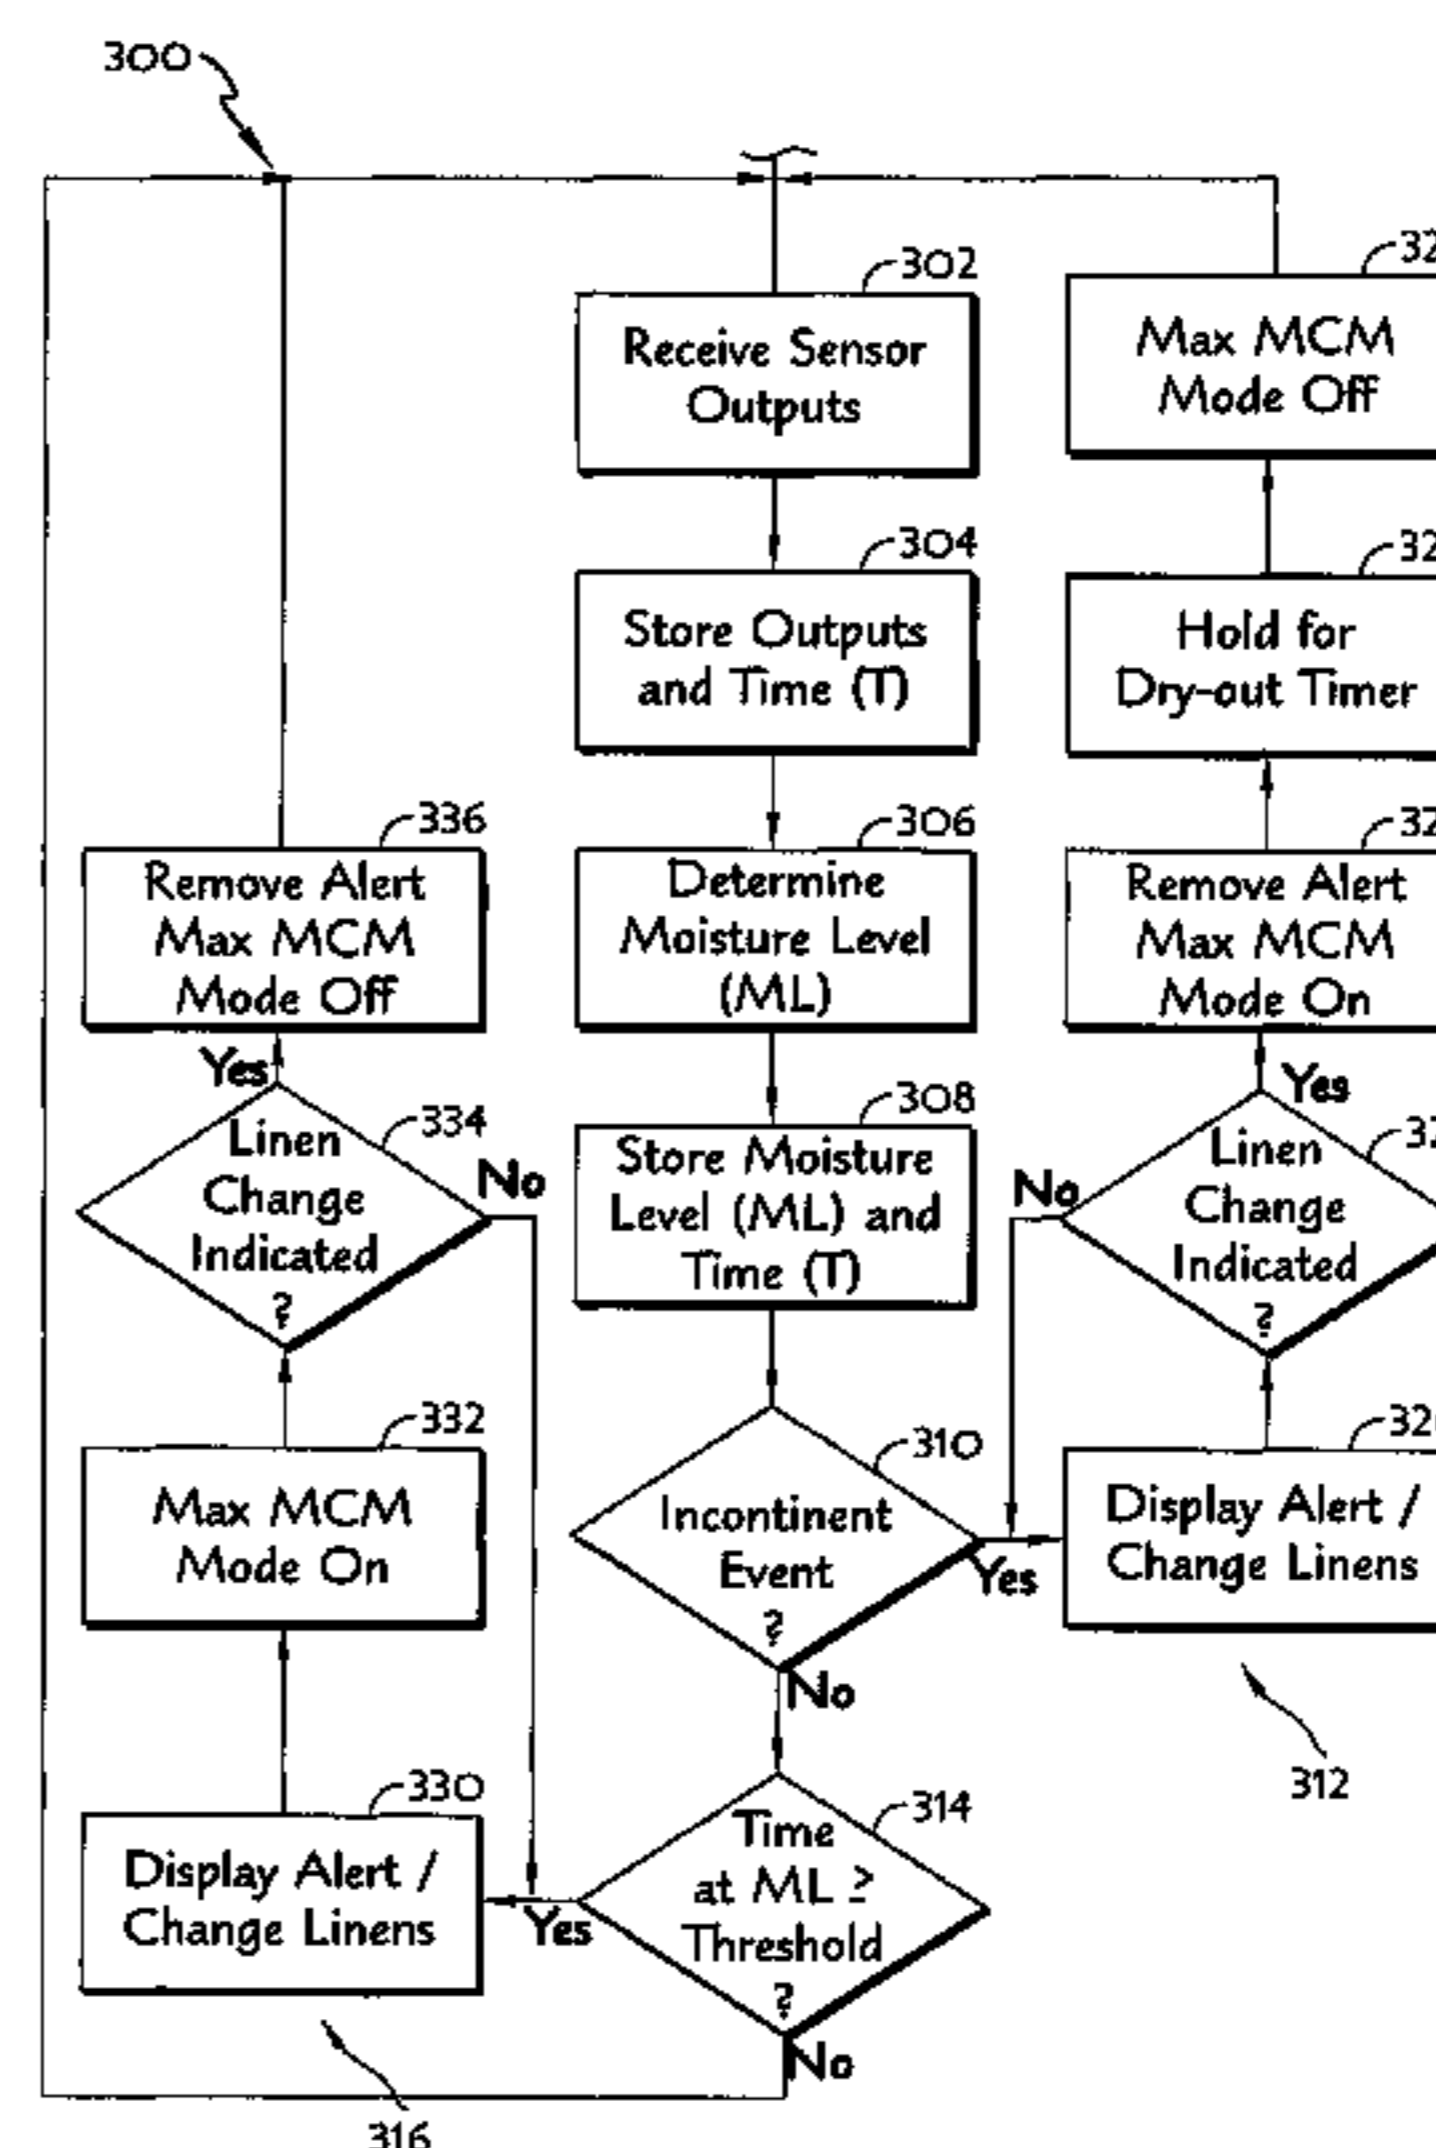 300
302
Receive Sensor
Outputs
304
Store Outputs
and Time (T)
306
Determine
Moisture Level
(ML)
308
Store Moisture
Level (ML) and
Time (T)
310
Incontinent
Event
?
Yes
No
314
Time
at ML ≥
Threshold
?
Yes
No
336
Remove Alert
Max MCM
Mode Off
Yes
334
Linen
Change
Indicated
?
No
332
Max MCM
Mode On
330
Display Alert /
Change Linens
316
Max MCM
Mode Off
Hold for
Dry-out Timer
Remove Alert
Max MCM
Mode On
Yes
Linen
Change
Indicated
?
No
Display Alert /
Change Linens
312